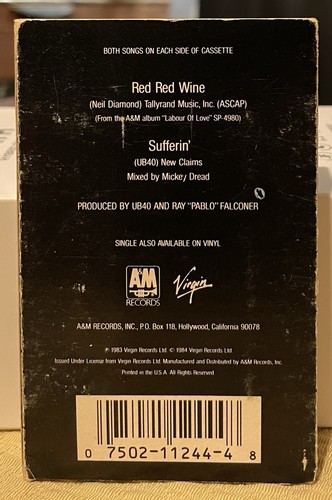 BOTH SONGS ON EACH SIDE OF CASSETTE
Red Red Wine
(Neil Diamond) Tallyrand Music, Inc. (ASCAP)
(From the A&M album "Labour Of Love" SP-4980)
Sufferin'
(UB40) New Claims
Mixed by Mickey Dread
PRODUCED BY UB40 AND RAY "PABLO" FALCONER
SINGLE ALSO AVAILABLE ON VINYL
A&M
RECORDS
Virgin
A&M RECORDS, INC., P.O. Box 118, Hollywood, California 90078
℗ 1983 Virgin Records Ltd. © 1984 Virgin Records Ltd.
Issued Under License from Virgin Records Ltd. Manufactured and Distributed by A&M Records, Inc.
Printed in the U.S.A. All Rights Reserved.
0 7502-11244-4 8